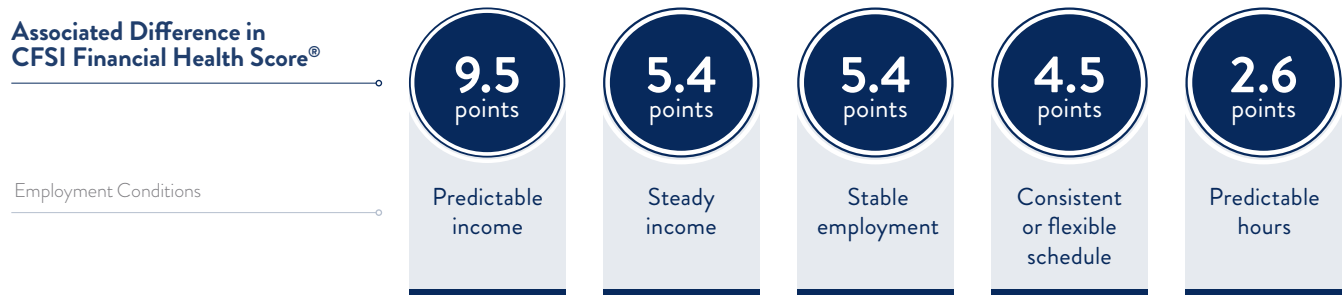 Associated Difference in
CFSI Financial Health Score®
9.5
points
5.4
points
5.4
points
4.5
points
2.6
points
Employment Conditions
Predictable
income
Steady
income
Stable
employment
Consistent
or flexible
schedule
Predictable
hours